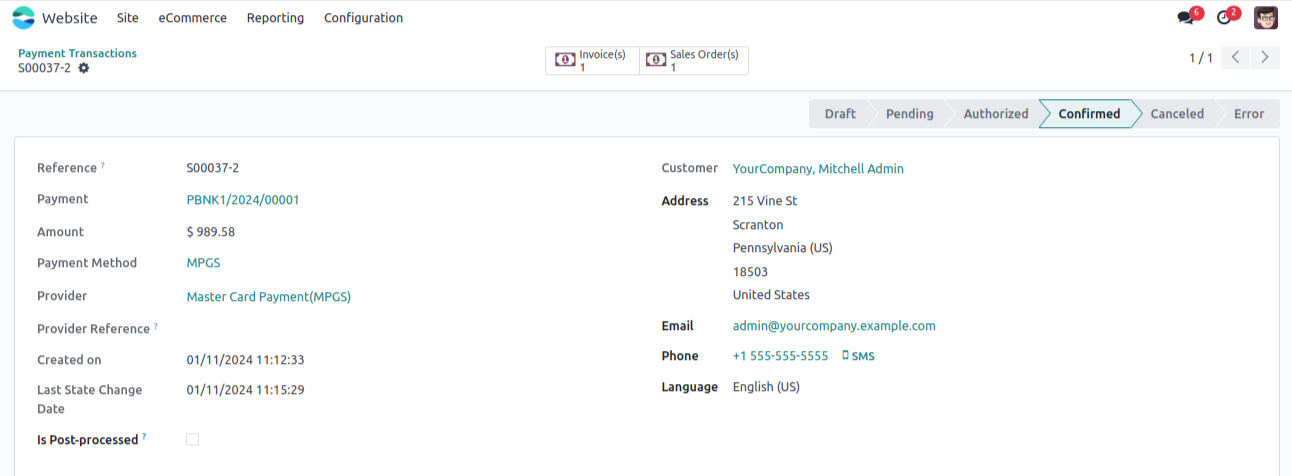 Website Site eCommerce Reporting Configuration 6 2
Payment Transactions
S00037-2
Invoice(s) 1
Sales Order(s) 1
1 / 1
Draft Pending Authorized Confirmed Canceled Error
Reference ? S00037-2
Payment PBNK1/2024/00001
Amount $ 989.58
Payment Method MPGS
Provider Master Card Payment(MPGS)
Provider Reference ?
Created on 01/11/2024 11:12:33
Last State Change Date 01/11/2024 11:15:29
Is Post-processed ?
Customer YourCompany, Mitchell Admin
Address 215 Vine St
Scranton
Pennsylvania (US)
18503
United States
Email admin@yourcompany.example.com
Phone +1 555-555-5555 SMS
Language English (US)